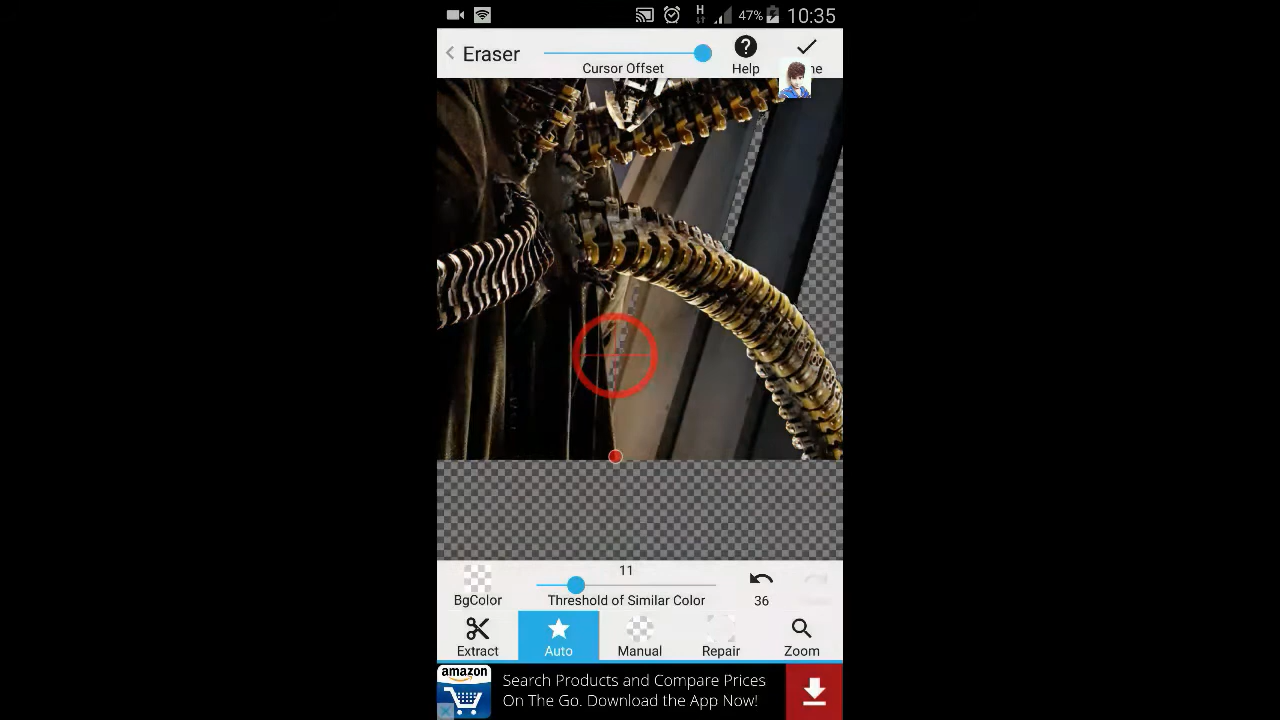 H 47% 10:35
Eraser
Cursor Offset
Help
ne
11
BgColor
Threshold of Similar Color
36
Extract
Auto
Manual
Repair
Zoom
amazon
Search Products and Compare Prices
On The Go. Download the App Now!